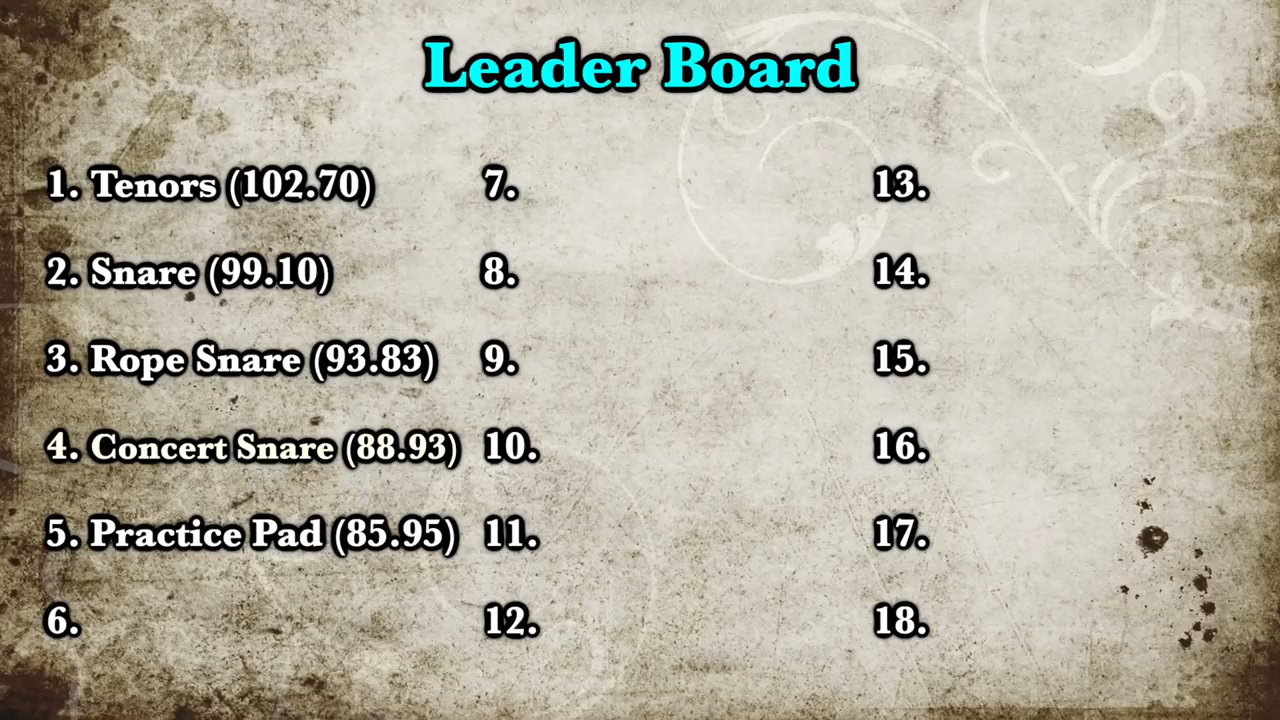 Leader Board
1. Tenors (102.70)
2. Snare (99.10)
3. Rope Snare (93.83)
4. Concert Snare (88.93)
5. Practice Pad (85.95)
6.
7.
8.
9.
10.
11.
12.
13.
14.
15.
16.
17.
18.